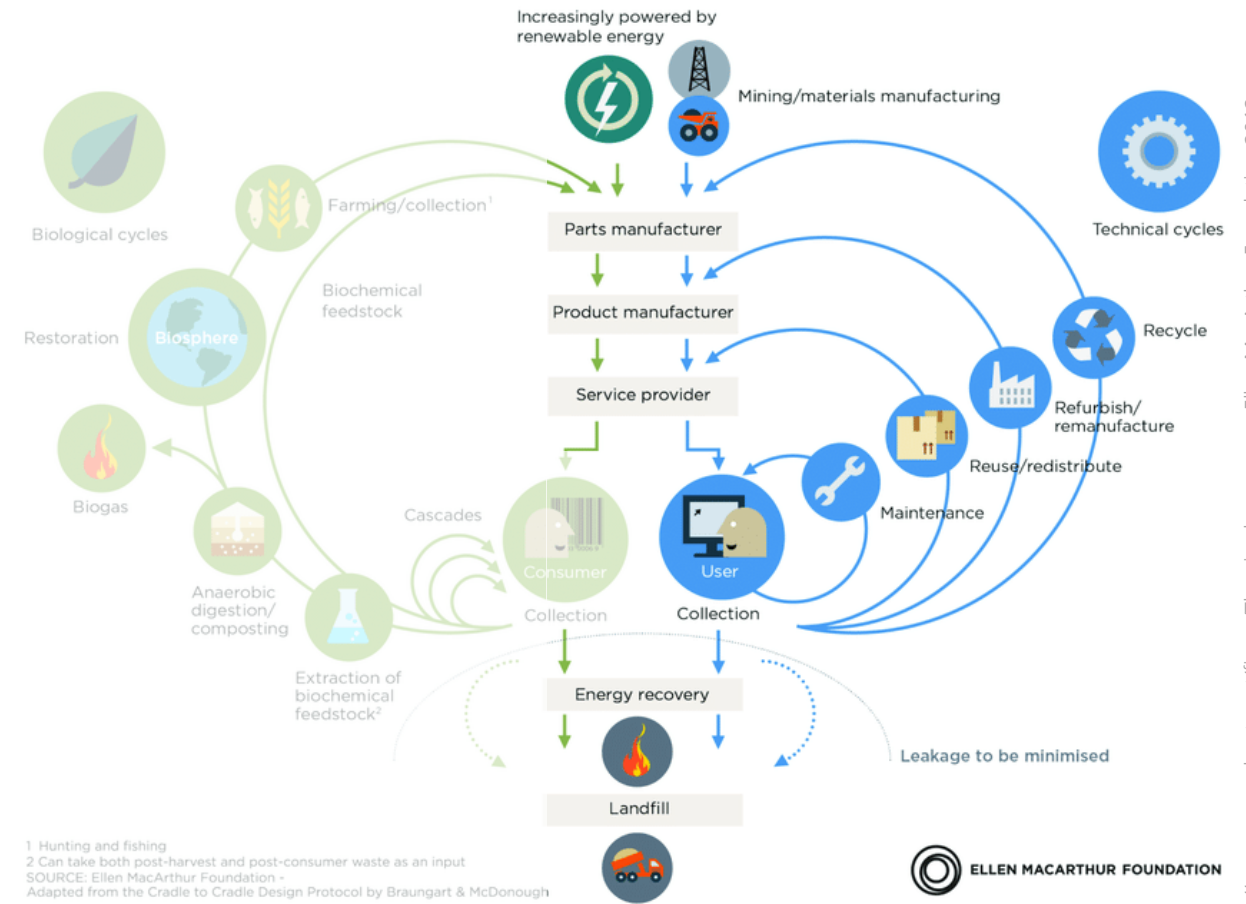 Increasingly powered by
renewable energy
Mining/materials manufacturing
Biological cycles
Farming/collection¹
Parts manufacturer
Technical cycles
Biochemical
feedstock
Product manufacturer
Restoration
Biosphere
Recycle
Service provider
Refurbish/
remanufacture
Reuse/redistribute
Biogas
Cascades
Maintenance
Consumer
User
Anaerobic
digestion/
composting
Collection
Collection
Extraction of
biochemical
feedstock²
Energy recovery
Leakage to be minimised
Landfill
1 Hunting and fishing
2 Can take both post-harvest and post-consumer waste as an input
SOURCE: Ellen MacArthur Foundation -
Adapted from the Cradle to Cradle Design Protocol by Braungart & McDonough
ELLEN MACARTHUR FOUNDATION